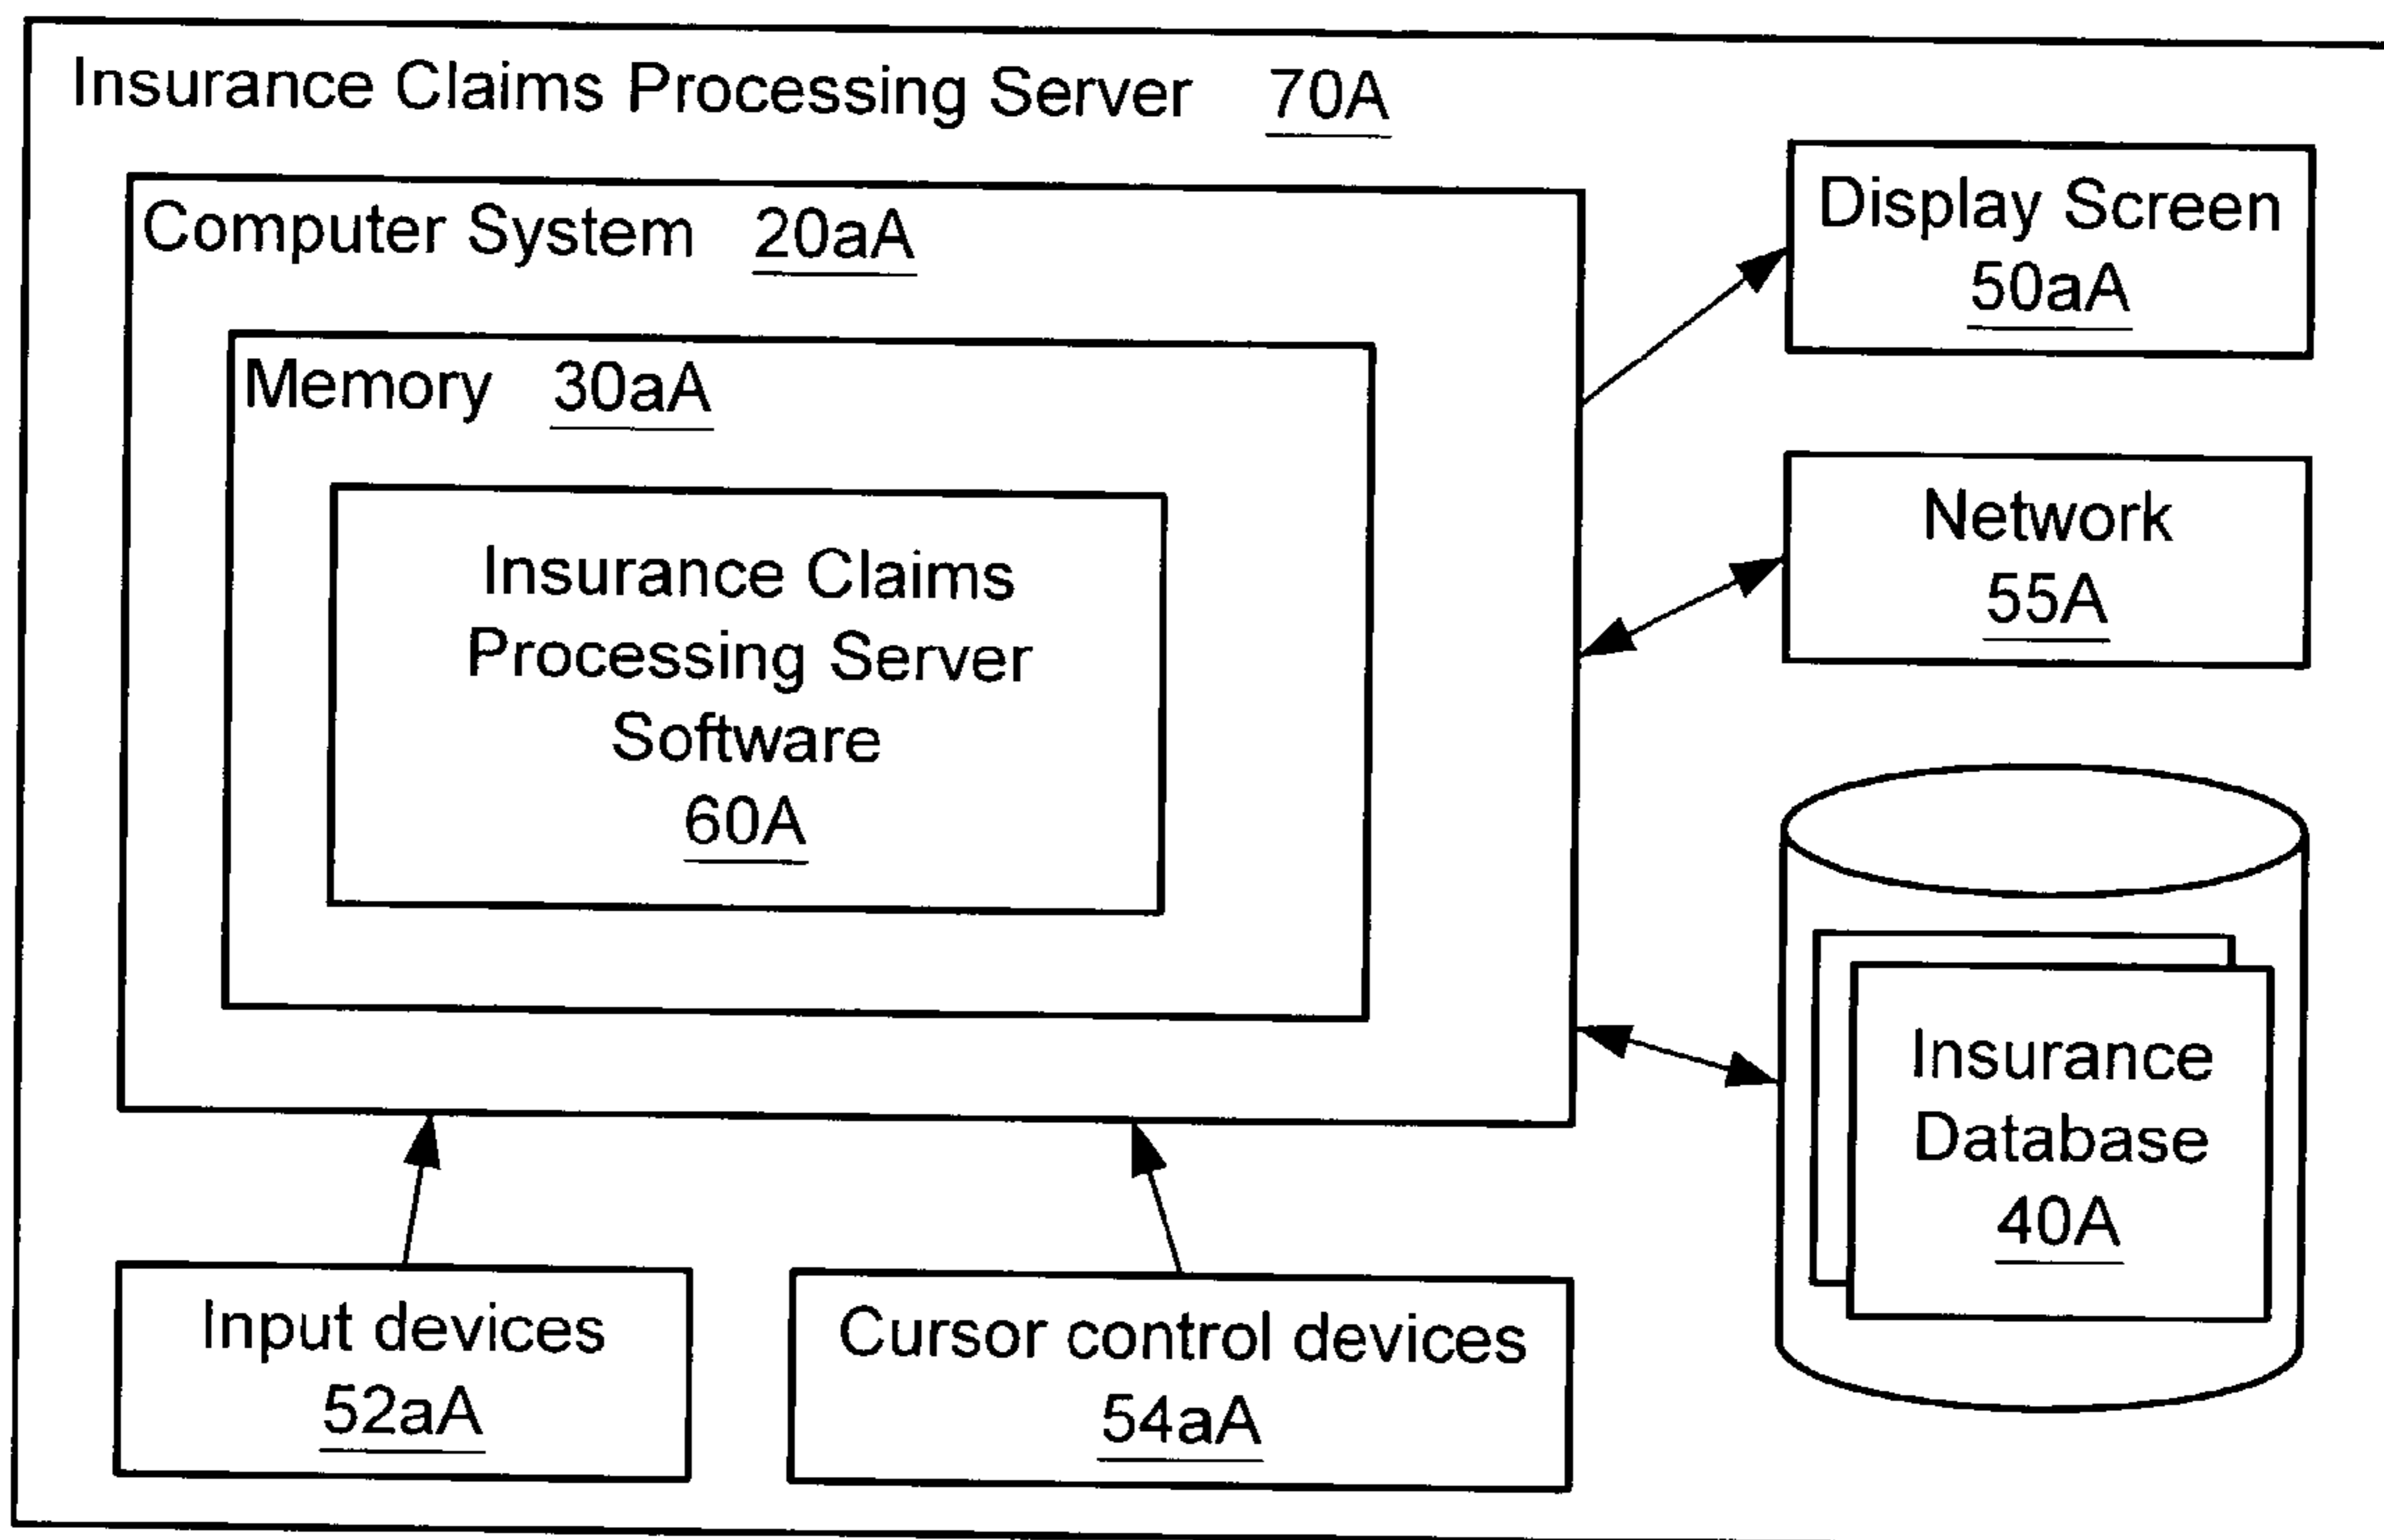 Insurance Claims Processing Server 70A
Computer System 20aA
Memory 30aA
Insurance Claims
Processing Server
Software
60A
Display Screen
50aA
Network
55A
Insurance
Database
40A
Input devices
52aA
Cursor control devices
54aA